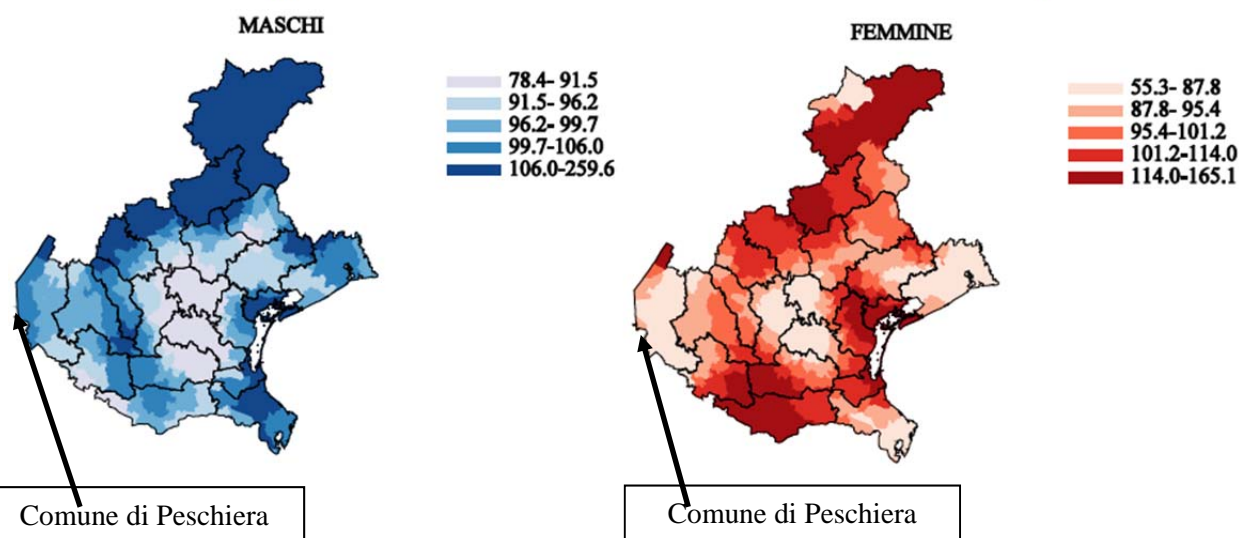 MASCHI
78.4- 91.5
91.5- 96.2
96.2- 99.7
99.7-106.0
106.0-259.6
Comune di Peschiera
FEMMINE
55.3- 87.8
87.8- 95.4
95.4-101.2
101.2-114.0
114.0-165.1
Comune di Peschiera